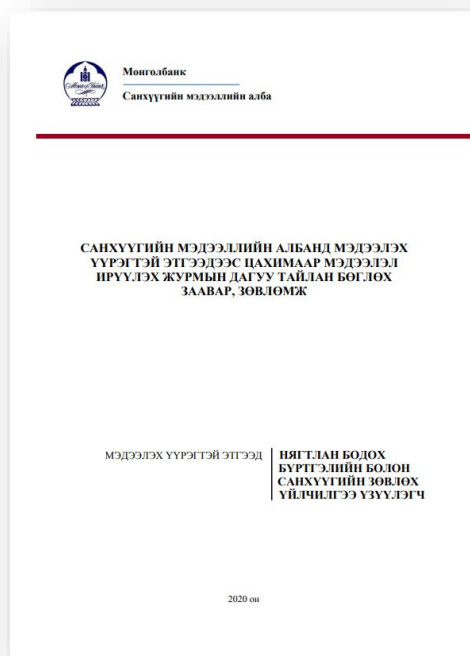 Монголбанк
Санхүүгийн мэдээллийн алба
САНХҮҮГИЙН МЭДЭЭЛЛИЙН АЛБАНД МЭДЭЭЛЭХ
ҮҮРЭГТЭЙ ЭТГЭЭДЭЭС ЦАХИМААР МЭДЭЭЛЭЛ
ИРҮҮЛЭХ ЖУРМЫН ДАГУУ ТАЙЛАН БӨГЛӨХ
ЗААВАР, ЗӨВЛӨМЖ
МЭДЭЭЛЭХ ҮҮРЭГТЭЙ ЭТГЭЭД
НЯГТЛАН БОДОХ
БҮРТГЭЛИЙН БОЛОН
САНХҮҮГИЙН ЗӨВЛӨХ
ҮЙЛЧИЛГЭЭ ҮЗҮҮЛЭГЧ
2020 он